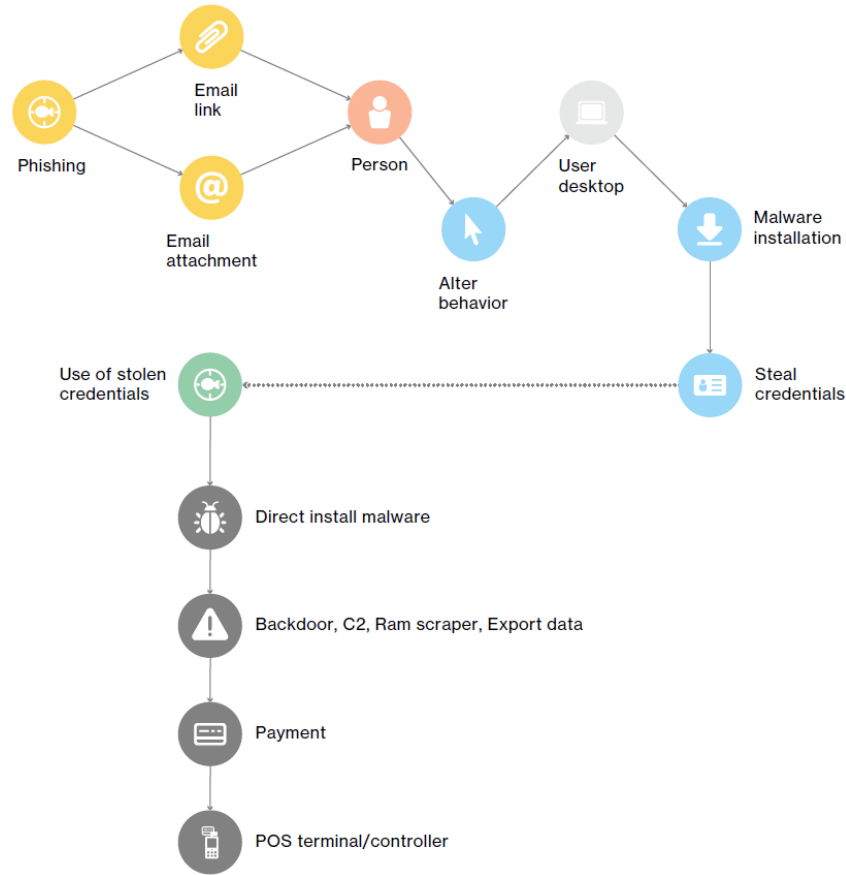 Email
link
Phishing
Person
User
desktop
Email
attachment
@
Alter
behavior
Malware
installation
Use of stolen
credentials
Steal
credentials
Direct install malware
Backdoor, C2, Ram scraper, Export data
Payment
POS terminal/controller